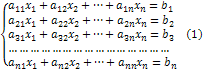 a₁₁x₁ + a₁₂x₂ + ⋯ + a₁ₙxₙ = b₁
a₂₁x₁ + a₂₂x₂ + ⋯ + a₂ₙxₙ = b₂
a₃₁x₁ + a₃₂x₂ + ⋯ + a₃ₙxₙ = b₃ (1)
… … … … … … … … … … … …
aₙ₁x₁ + aₙ₂x₂ + ⋯ + aₙₙxₙ = bₙ